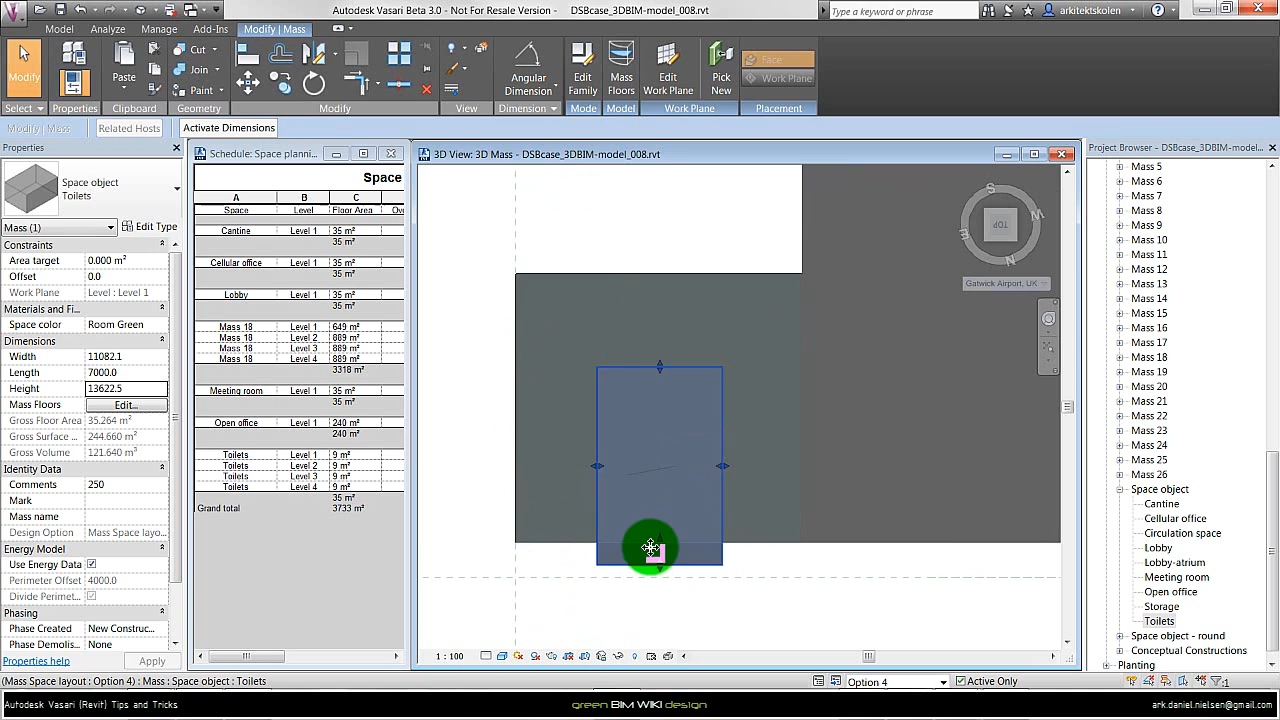 Autodesk Vasari Beta 3.0 - Not For Resale Version - DSBcase_3DBIM-model_008.rvt
Type a keyword or phrase
arkitektskolen
Home Analyze Manage Add-Ins Modify | Mass
Modify
Paste
Cut
Join
Paint
Angular Dimension
Edit Family
Mass Floors
Edit Work Plane
Pick New
Face
Work Plane
Select Properties Clipboard Geometry Modify View Dimension Mode Model Work Plane Placement
Modify | Mass Related Hosts Activate Dimensions
Properties
Space object
Toilets
Mass (1) Edit Type
Constraints
Area target 0.000 m²
Offset 0.0
Work Plane Level : Level 1
Materials and Fi...
Space color Room Green
Dimensions
Width 11082.1
Length 7000.0
Height 13622.5
Mass Floors Edit...
Gross Floor Area 35.264 m²
Gross Surface ... 244.660 m²
Gross Volume 121.640 m³
Identity Data
Comments 250
Mark
Mass name
Design Option Mass Space layo...
Energy Model
Use Energy Data
Perimeter Offset 4000.0
Divide Perimet...
Phasing
Phase Created New Construc...
Phase Demolis... None
Properties help Apply
Schedule: Space planni...
Space
A B C
Space Level Floor Area
Cantine Level 1 35 m²
35 m²
Cellular office Level 1 35 m²
35 m²
Lobby Level 1 35 m²
35 m²
Mass 18 Level 1 649 m²
Mass 18 Level 2 889 m²
Mass 18 Level 3 889 m²
Mass 18 Level 4 889 m²
3318 m²
Meeting room Level 1 35 m²
35 m²
Open office Level 1 240 m²
240 m²
Toilets Level 1 9 m²
Toilets Level 2 9 m²
Toilets Level 3 9 m²
Toilets Level 4 9 m²
35 m²
Grand total 3733 m²
3D View: 3D Mass - DSBcase_3DBIM-model_008.rvt
S
W
TOP
E
N
Gatwick Airport, UK
1 : 100
Project Browser - DSBcase_3DBIM-model...
Mass 5
Mass 6
Mass 7
Mass 8
Mass 9
Mass 10
Mass 11
Mass 12
Mass 13
Mass 14
Mass 15
Mass 16
Mass 17
Mass 18
Mass 19
Mass 20
Mass 21
Mass 22
Mass 23
Mass 24
Mass 25
Mass 26
Space object
Cantine
Cellular office
Circulation space
Lobby
Lobby-atrium
Meeting room
Open office
Storage
Toilets
Space object - round
Conceptual Constructions
Planting
(Mass Space layout : Option 4) : Mass : Space object : Toilets
Option 4
Active Only
:1
Autodesk Vasari (Revit) Tips and Tricks
green BIM WIKI design
ark.daniel.nielsen@gmail.com